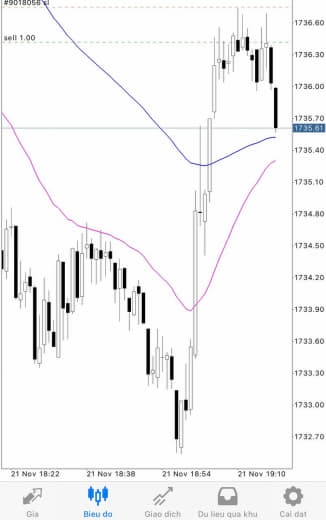 #9018056 sl
1736.60
sell 1.00
1736.30
1736.00
1735.61
1735.40
1735.10
1734.80
1734.50
1734.20
1733.90
1733.60
1733.30
1733.00
1732.70
21 Nov 18:22
21 Nov 18:38
21 Nov 18:54
21 Nov 19:10
Gia
Bieu do
Giao dich
Du lieu qua khu
Cai dat